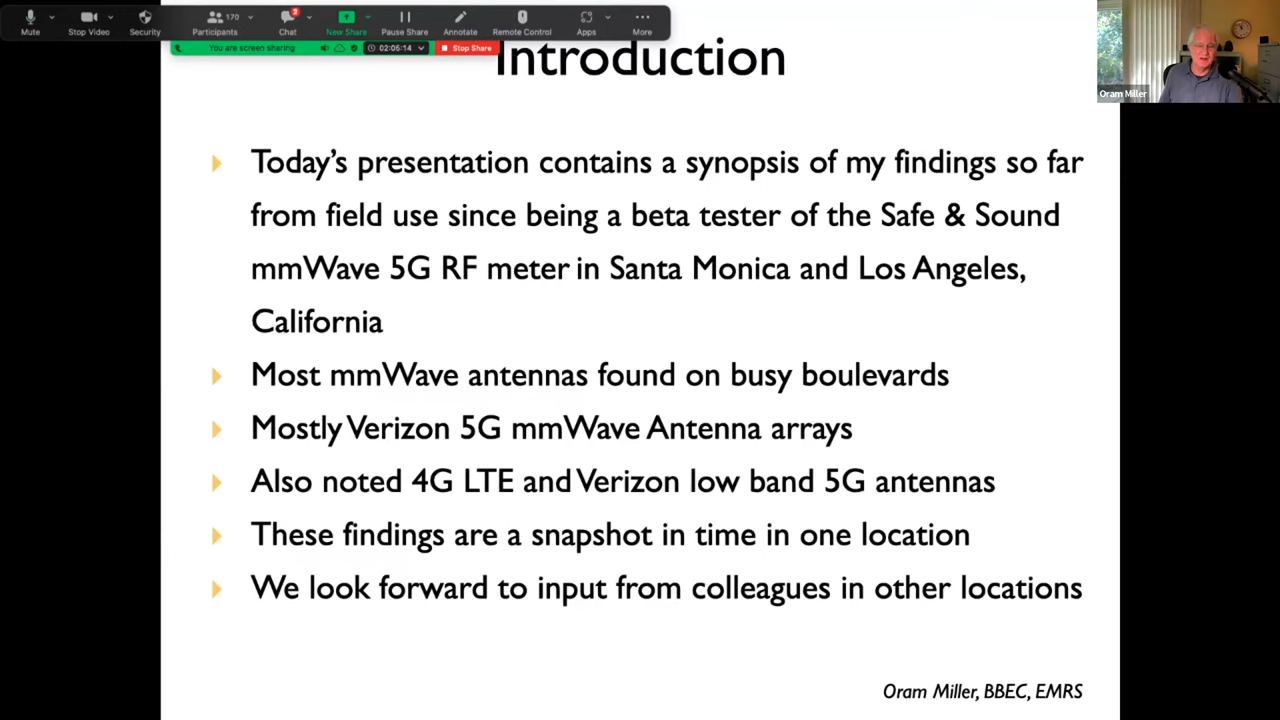 Mute
Stop Video
Security
170
Participants
2
Chat
New Share
Pause Share
Annotate
Remote Control
Apps
More
You are screen sharing
02:06:14
Stop Share
Oram Miller
Introduction
Today's presentation contains a synopsis of my findings so far
from field use since being a beta tester of the Safe & Sound
mmWave 5G RF meter in Santa Monica and Los Angeles,
California
Most mmWave antennas found on busy boulevards
Mostly Verizon 5G mmWave Antenna arrays
Also noted 4G LTE and Verizon low band 5G antennas
These findings are a snapshot in time in one location
We look forward to input from colleagues in other locations
Oram Miller, BBEC, EMRS